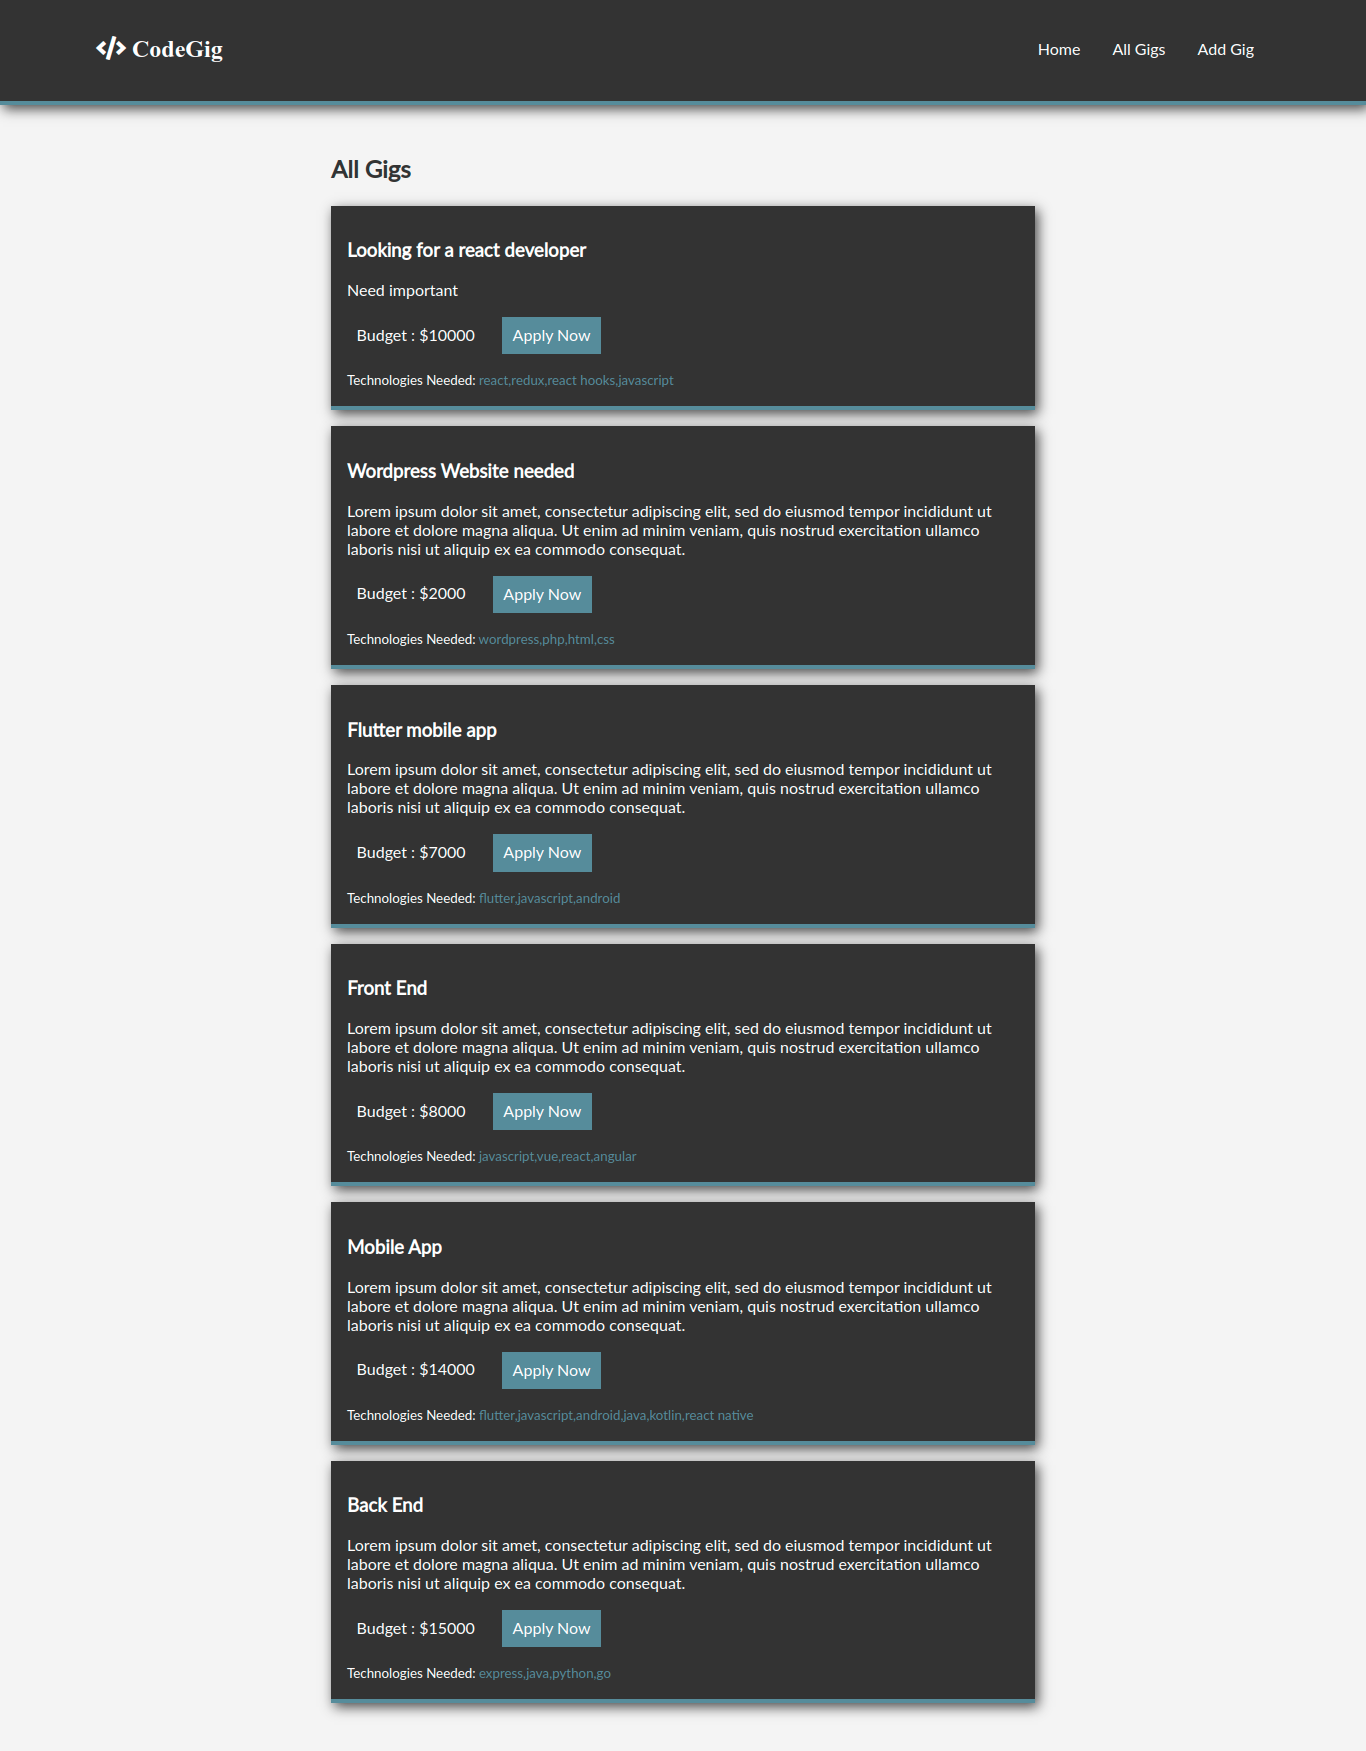 CodeGig
Home All Gigs Add Gig
All Gigs
Looking for a react developer
Need important
Budget : $10000 Apply Now
Technologies Needed: react,redux,react hooks,javascript
Wordpress Website needed
Lorem ipsum dolor sit amet, consectetur adipiscing elit, sed do eiusmod tempor incididunt ut
labore et dolore magna aliqua. Ut enim ad minim veniam, quis nostrud exercitation ullamco
laboris nisi ut aliquip ex ea commodo consequat.
Budget : $2000 Apply Now
Technologies Needed: wordpress,php,html,css
Flutter mobile app
Lorem ipsum dolor sit amet, consectetur adipiscing elit, sed do eiusmod tempor incididunt ut
labore et dolore magna aliqua. Ut enim ad minim veniam, quis nostrud exercitation ullamco
laboris nisi ut aliquip ex ea commodo consequat.
Budget : $7000 Apply Now
Technologies Needed: flutter,javascript,android
Front End
Lorem ipsum dolor sit amet, consectetur adipiscing elit, sed do eiusmod tempor incididunt ut
labore et dolore magna aliqua. Ut enim ad minim veniam, quis nostrud exercitation ullamco
laboris nisi ut aliquip ex ea commodo consequat.
Budget : $8000 Apply Now
Technologies Needed: javascript,vue,react,angular
Mobile App
Lorem ipsum dolor sit amet, consectetur adipiscing elit, sed do eiusmod tempor incididunt ut
labore et dolore magna aliqua. Ut enim ad minim veniam, quis nostrud exercitation ullamco
laboris nisi ut aliquip ex ea commodo consequat.
Budget : $14000 Apply Now
Technologies Needed: flutter,javascript,android,java,kotlin,react native
Back End
Lorem ipsum dolor sit amet, consectetur adipiscing elit, sed do eiusmod tempor incididunt ut
labore et dolore magna aliqua. Ut enim ad minim veniam, quis nostrud exercitation ullamco
laboris nisi ut aliquip ex ea commodo consequat.
Budget : $15000 Apply Now
Technologies Needed: express,java,python,go